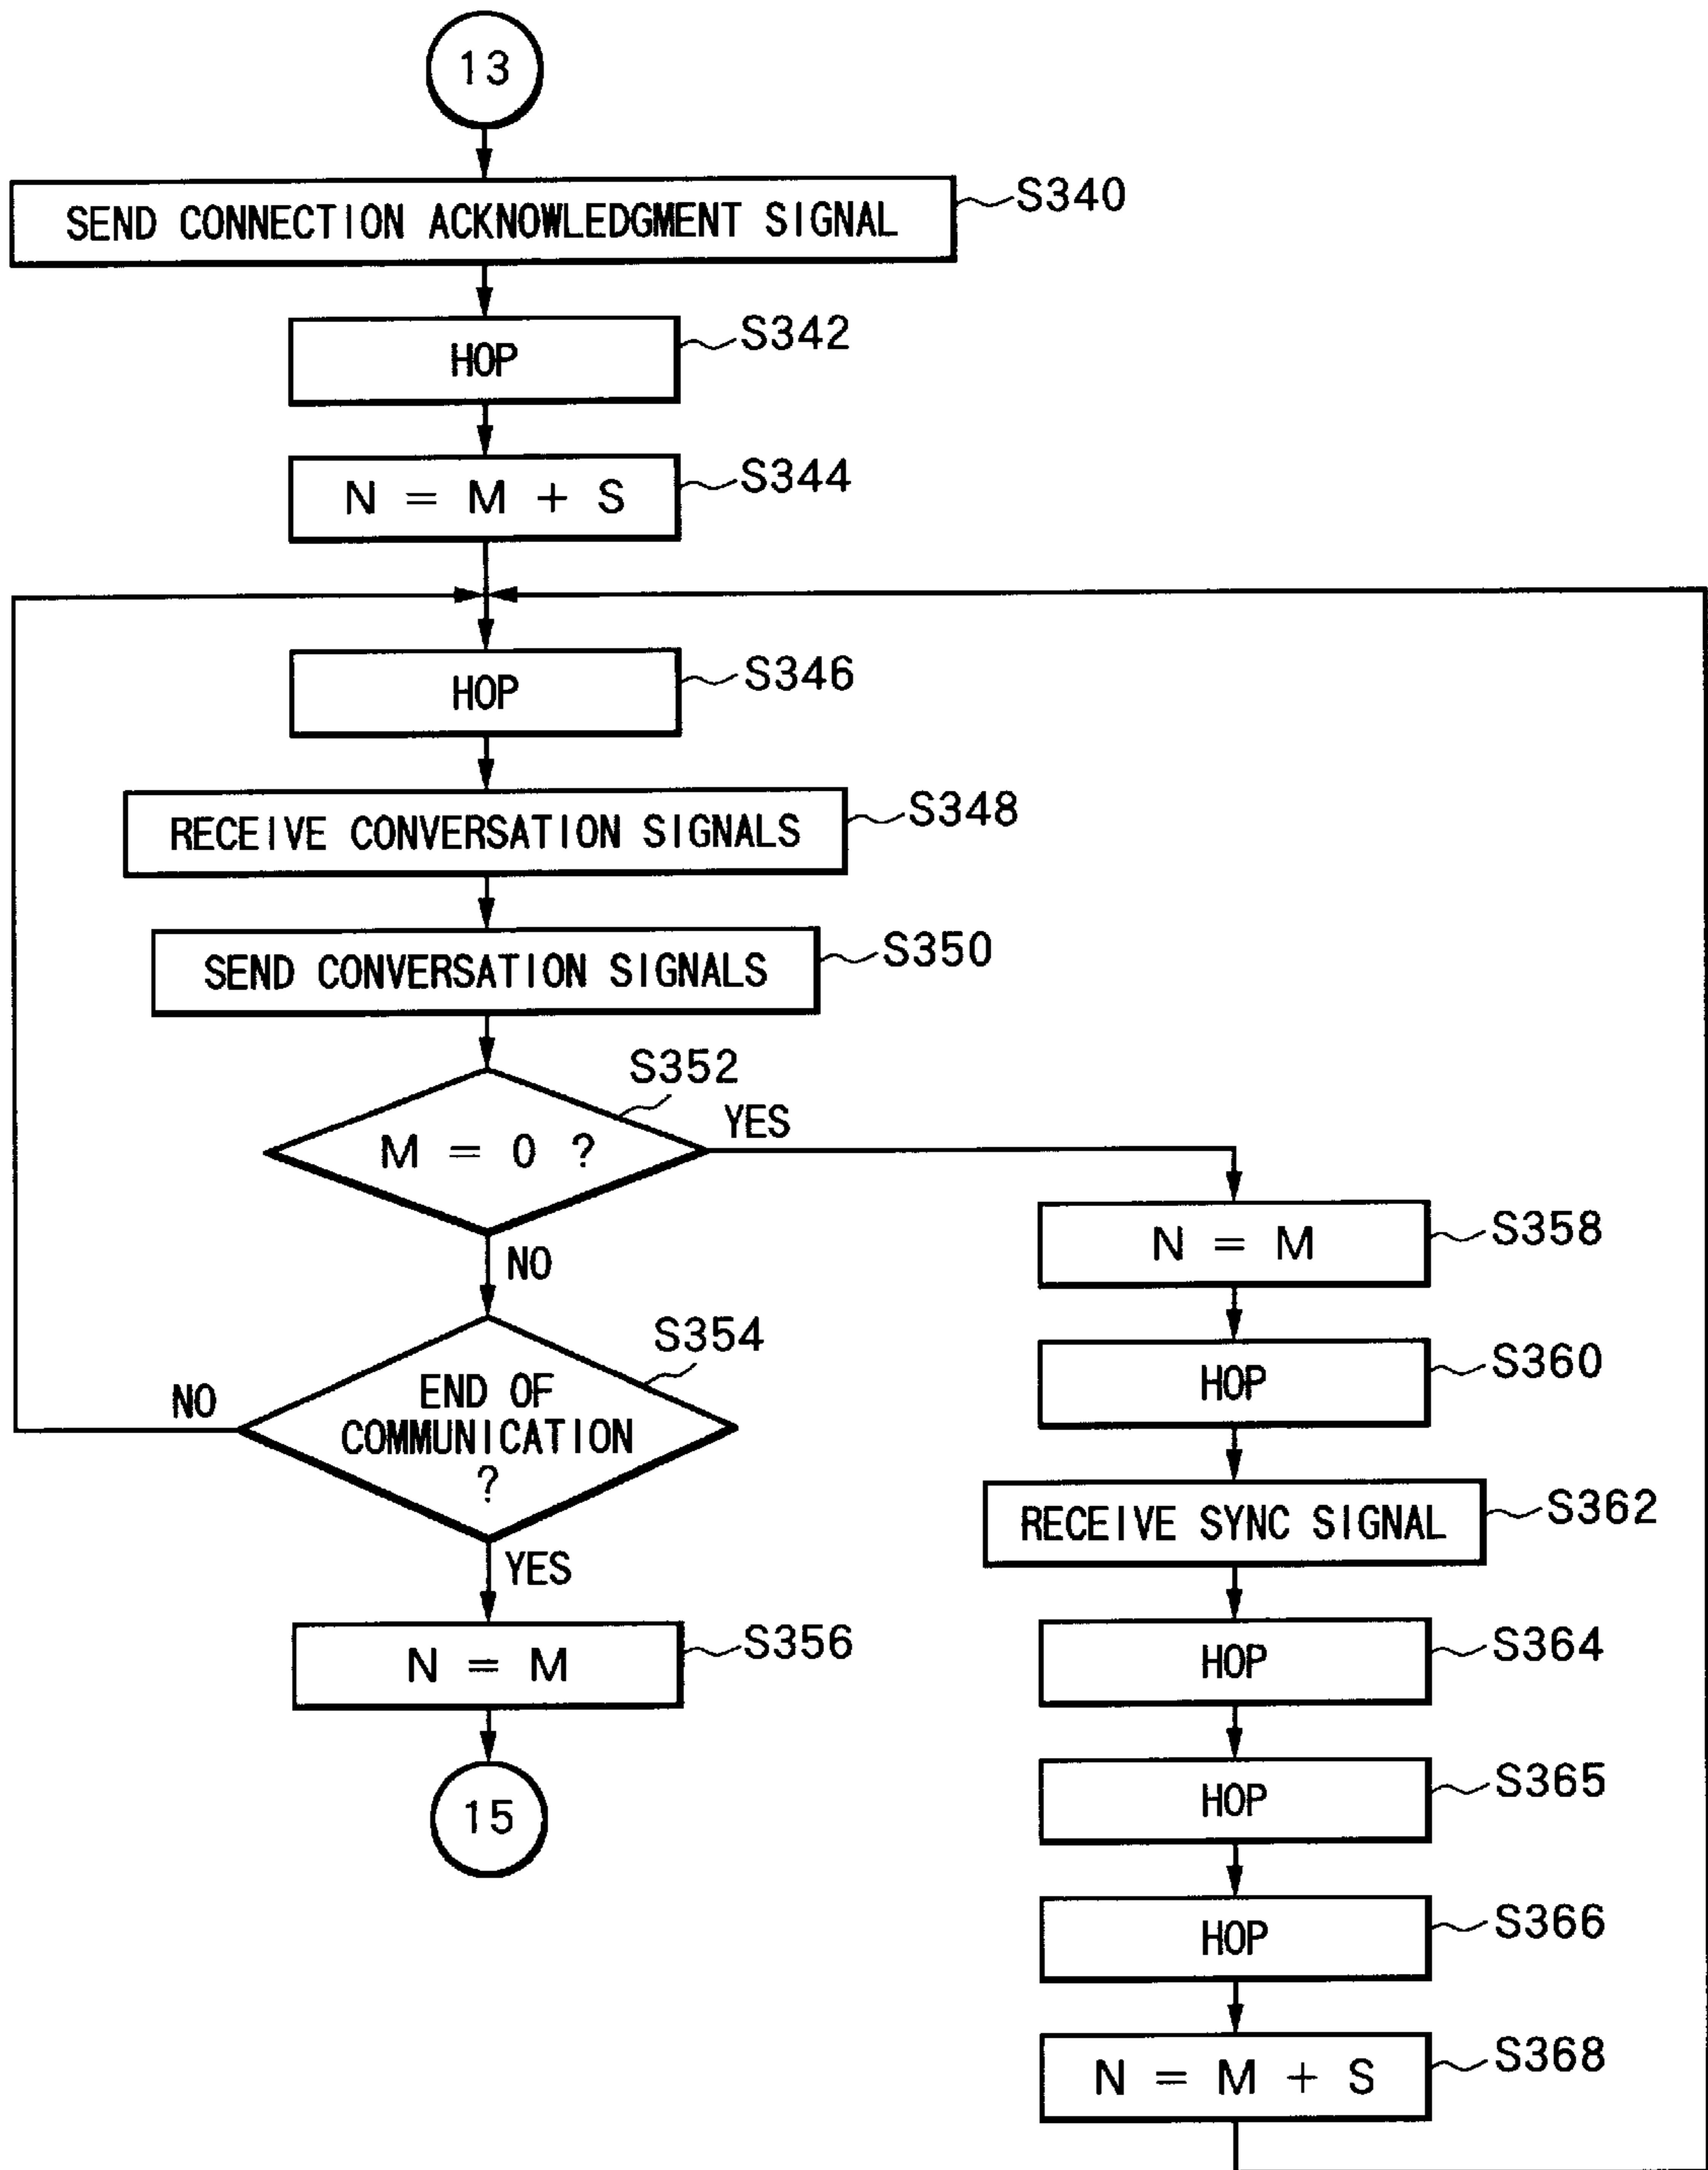 13
SEND CONNECTION ACKNOWLEDGMENT SIGNAL
S340
HOP
S342
N = M + S
S344
HOP
S346
RECEIVE CONVERSATION SIGNALS
S348
SEND CONVERSATION SIGNALS
S350
M = 0 ?
S352
YES
NO
END OF
COMMUNICATION
?
S354
NO
YES
N = M
S356
15
N = M
S358
HOP
S360
RECEIVE SYNC SIGNAL
S362
HOP
S364
HOP
S365
HOP
S366
N = M + S
S368